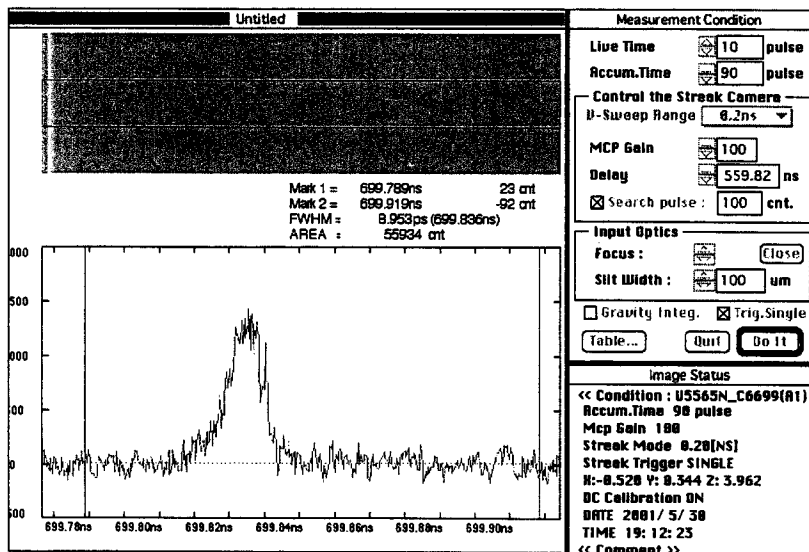 Untitled
Mark 1 = 699.789ns 23 cnt
Mark 2 = 699.919ns -92 cnt
FWHM = 8.953ps (699.836ns)
AREA : 55934 cnt
000
500
000
500
0
500
699.78ns 699.80ns 699.82ns 699.84ns 699.86ns 699.88ns 699.90ns
Measurement Condition
Live Time 10 pulse
Accum.Time 90 pulse
Control the Streak Camera
V-Sweep Range 0.2ns
MCP Gain 100
Delay 559.82 ns
Search pulse : 100 cnt.
Input Optics
Focus : Close
Slit Width : 100 um
Gravity Integ. Trig.Single
Table... Quit Do It
Image Status
<< Condition : U5565N_C6699(A1)
Accum.Time 90 pulse
Mcp Gain 100
Streak Mode 0.20[NS]
Streak Trigger SINGLE
X:-0.520 Y: 0.344 Z: 3.962
DC Calibration ON
DATE 2001/ 5/ 30
TIME 19: 12: 23
<< Comment >>